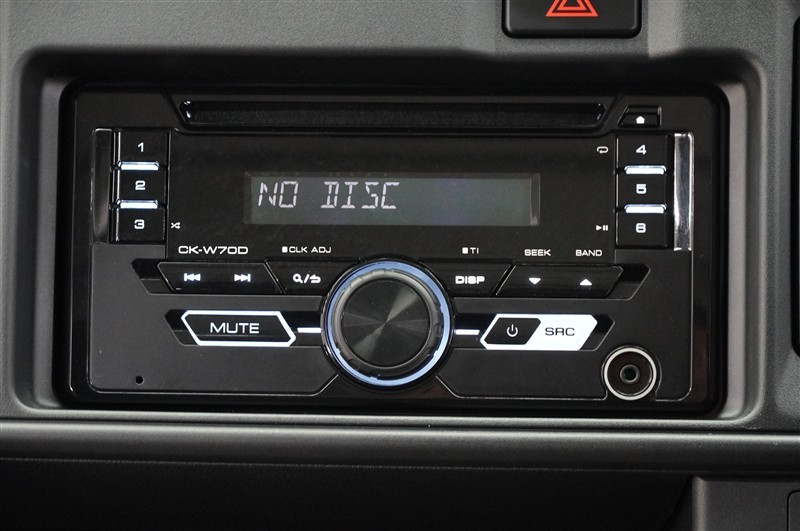 1
2
3
4
5
6
NO DISC
CK-W70D
CLK ADJ
TI
SEEK
BAND
DISP
MUTE
SRC